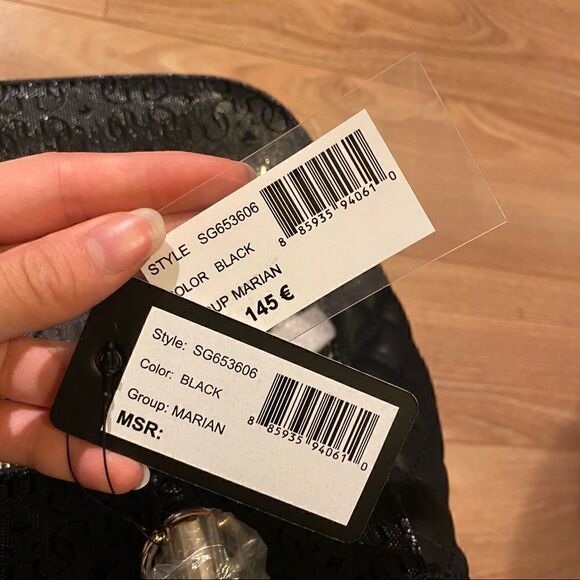 STYLE SG653606
OLOR BLACK
UP MARIAN
145 €
8 85935 94061 0
Style: SG653606
Color: BLACK
Group: MARIAN
MSR:
8 85935 94061 0